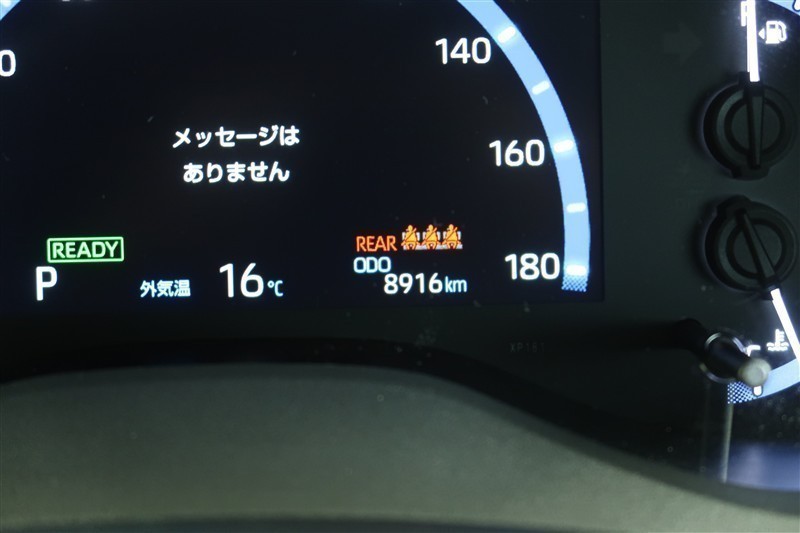 140
メッセージは
ありません
160
READY
REAR
P
外気温 16℃
ODO
8916km
180